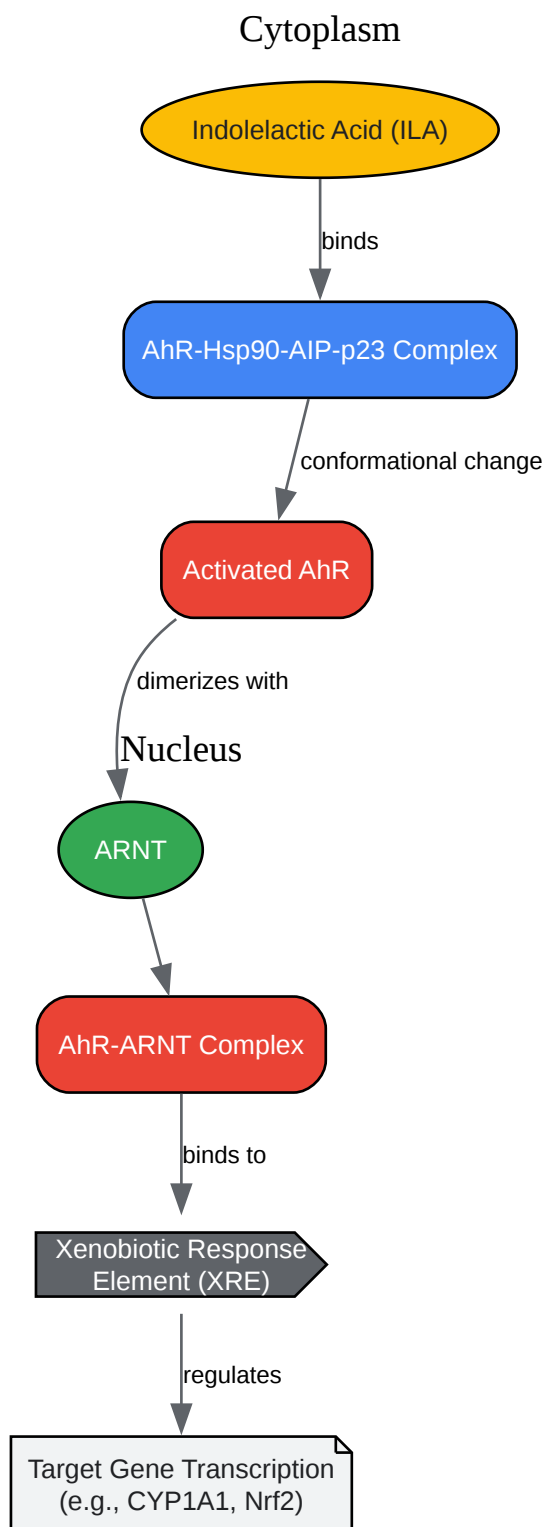 Cytoplasm
Indolelactic Acid (ILA)
binds
AhR-Hsp90-AIP-p23 Complex
conformational change
Activated AhR
dimerizes with
Nucleus
ARNT
AhR-ARNT Complex
binds to
Xenobiotic Response
Element (XRE)
regulates
Target Gene Transcription
(e.g., CYP1A1, Nrf2)